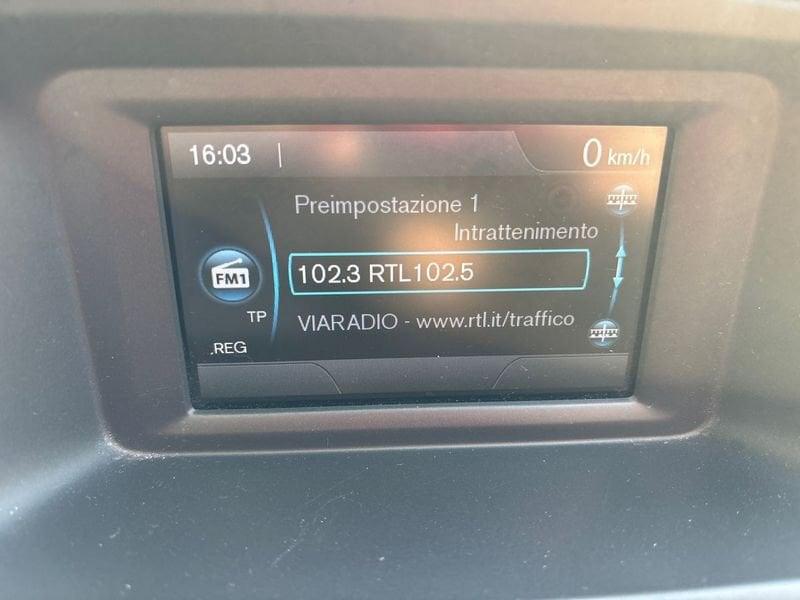 16:03
0 km/h
Preimpostazione 1
Intrattenimento
FM1
102.3 RTL102.5
TP
VIARADIO - www.rtl.it/traffico
.REG